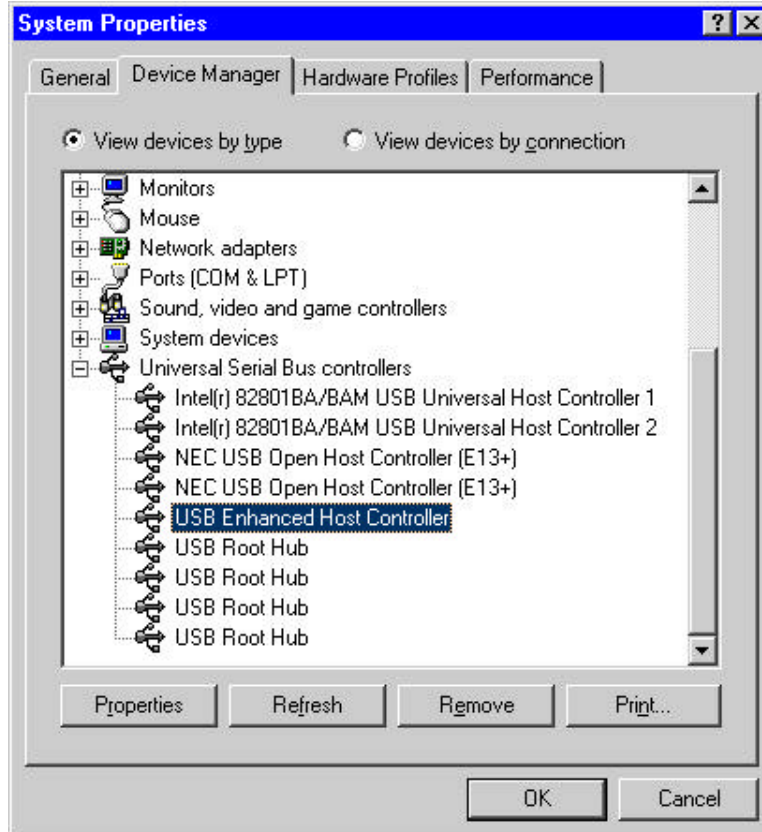 System Properties
General Device Manager Hardware Profiles Performance
View devices by type View devices by connection
Monitors
Mouse
Network adapters
Ports (COM & LPT)
Sound, video and game controllers
System devices
Universal Serial Bus controllers
Intel(r) 82801BA/BAM USB Universal Host Controller 1
Intel(r) 82801BA/BAM USB Universal Host Controller 2
NEC USB Open Host Controller (E13+)
NEC USB Open Host Controller (E13+)
USB Enhanced Host Controller
USB Root Hub
USB Root Hub
USB Root Hub
USB Root Hub
Properties Refresh Remove Print...
OK Cancel